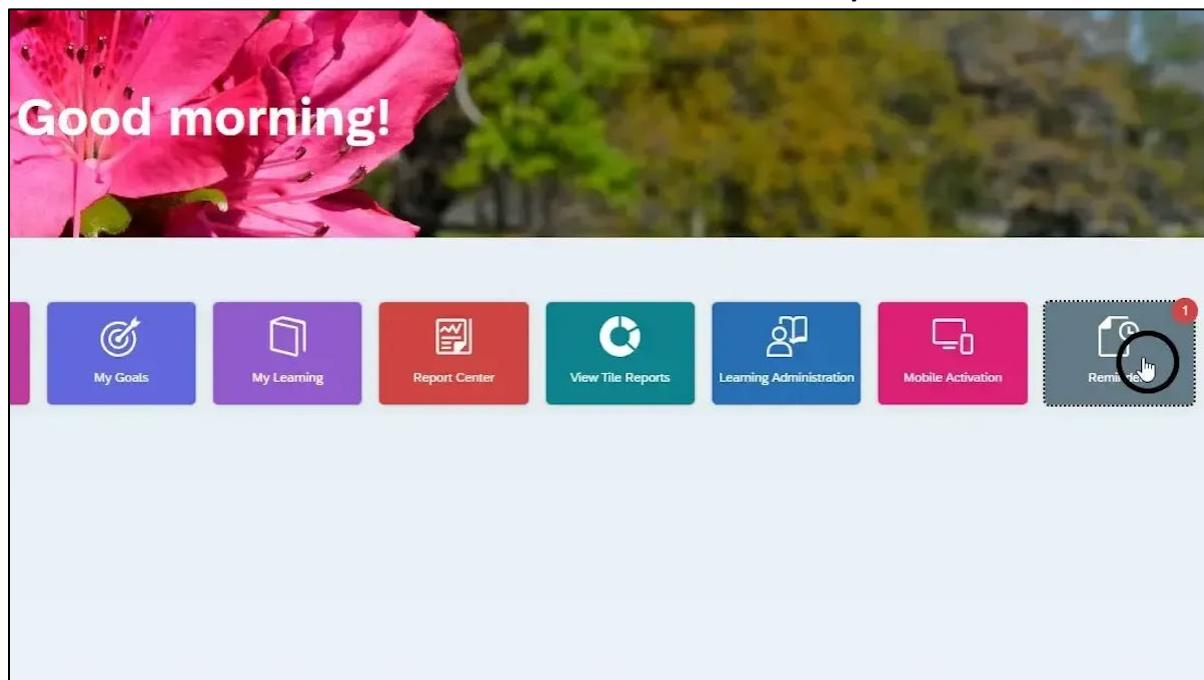 Good morning!
1
My Goals
My Learning
Report Center
View Tile Reports
Learning Administration
Mobile Activation